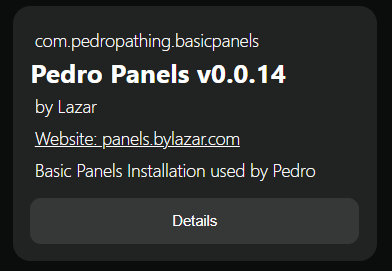 com.pedropathing.basicpanels
Pedro Panels v0.0.14
by Lazar
Website: panels.bylazar.com
Basic Panels Installation used by Pedro
Details